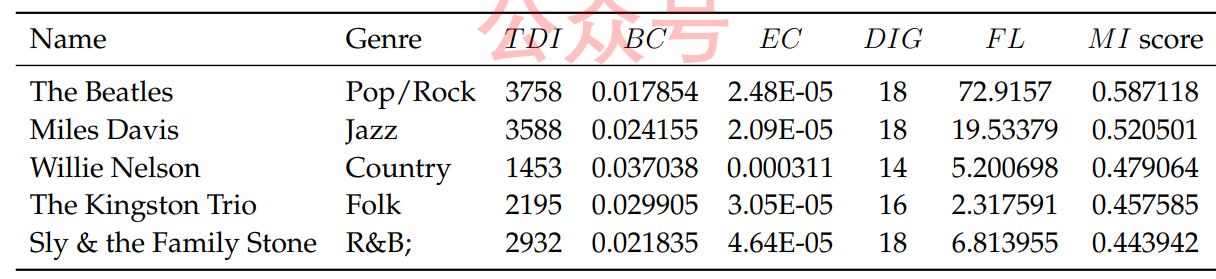 公众号
Name Genre TDI BC EC DIG FL MI score
The Beatles Pop/Rock 3758 0.017854 2.48E-05 18 72.9157 0.587118
Miles Davis Jazz 3588 0.024155 2.09E-05 18 19.53379 0.520501
Willie Nelson Country 1453 0.037038 0.000311 14 5.200698 0.479064
The Kingston Trio Folk 2195 0.029905 3.05E-05 16 2.317591 0.457585
Sly & the Family Stone R&B; 2932 0.021835 4.64E-05 18 6.813955 0.443942